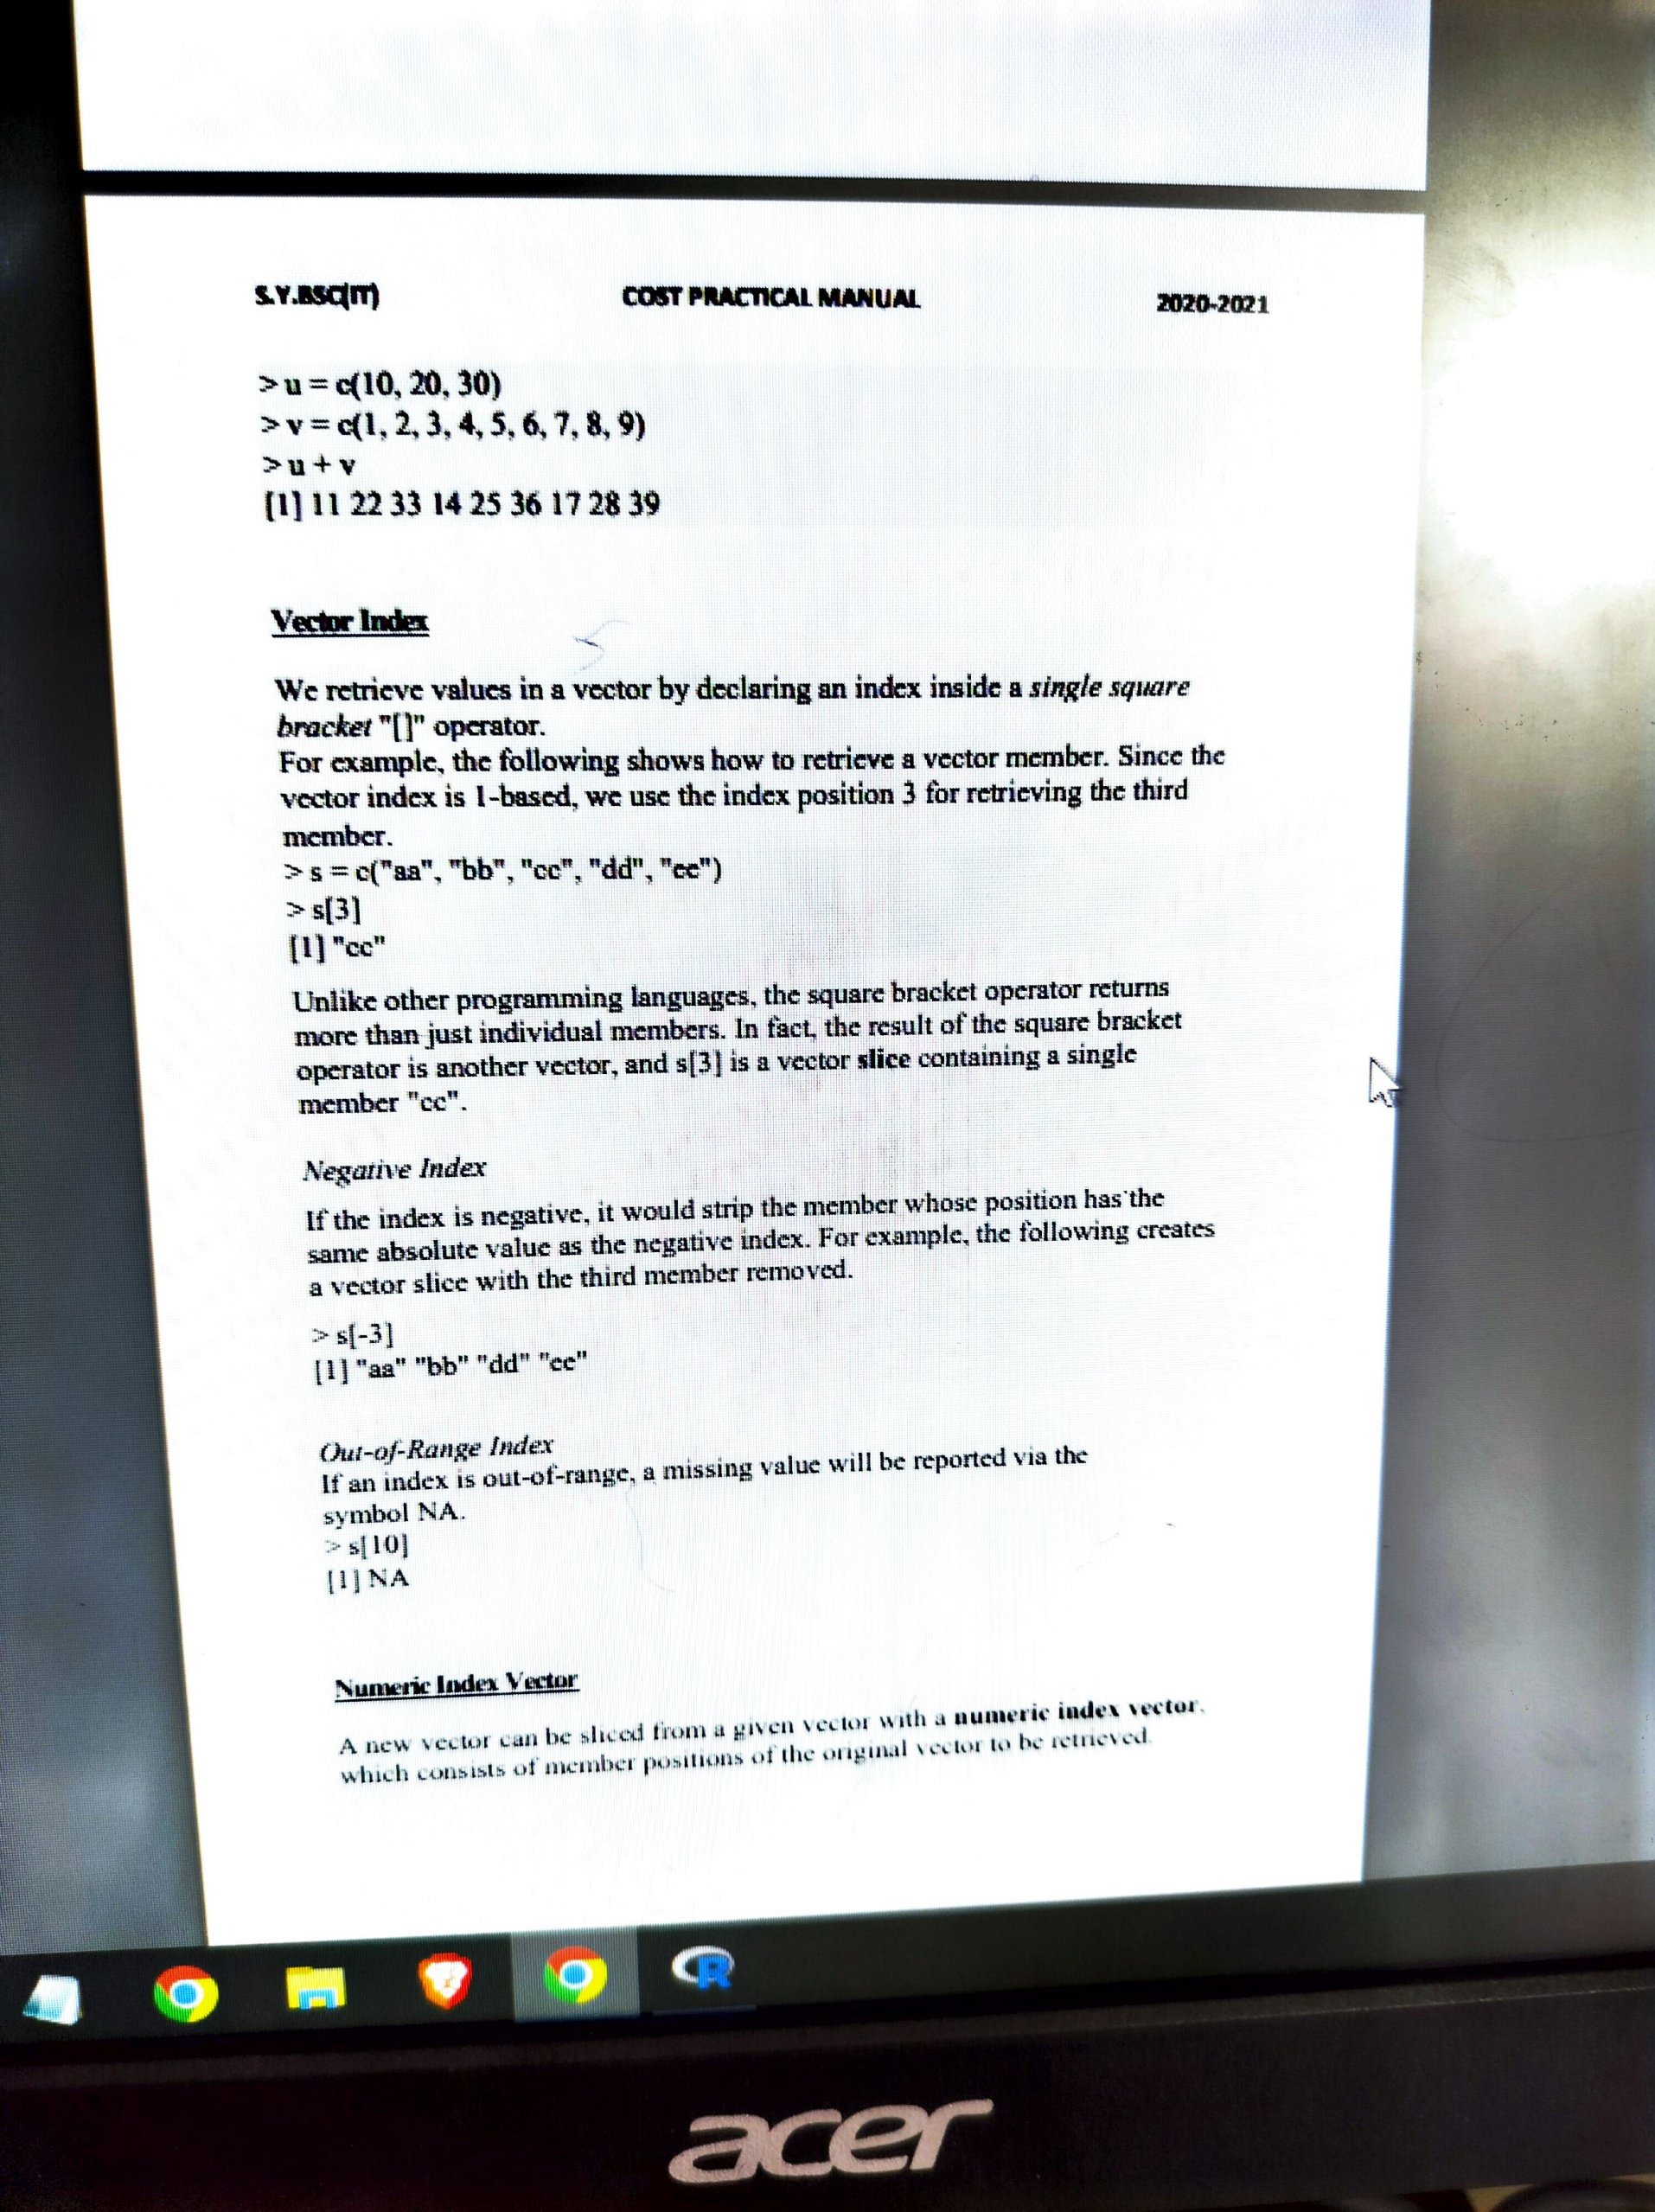 S.Y.BSC(IT) COST PRACTICAL MANUAL 2020-2021
> u = c(10, 20, 30)
> v = c(1, 2, 3, 4, 5, 6, 7, 8, 9)
> u + v
[1] 11 22 33 14 25 36 17 28 39
Vector Index
We retrieve values in a vector by declaring an index inside a single square
bracket "[]" operator.
For example, the following shows how to retrieve a vector member. Since the
vector index is 1-based, we use the index position 3 for retrieving the third
member.
> s = c("aa", "bb", "cc", "dd", "ee")
> s[3]
[1] "cc"
Unlike other programming languages, the square bracket operator returns
more than just individual members. In fact, the result of the square bracket
operator is another vector, and s[3] is a vector slice containing a single
member "cc".
Negative Index
If the index is negative, it would strip the member whose position has the
same absolute value as the negative index. For example, the following creates
a vector slice with the third member removed.
> s[-3]
[1] "aa" "bb" "dd" "ee"
Out-of-Range Index
If an index is out-of-range, a missing value will be reported via the
symbol NA.
> s[10]
[1] NA
Numeric Index Vector
A new vector can be sliced from a given vector with a numeric index vector,
which consists of member positions of the original vector to be retrieved.
R
acer